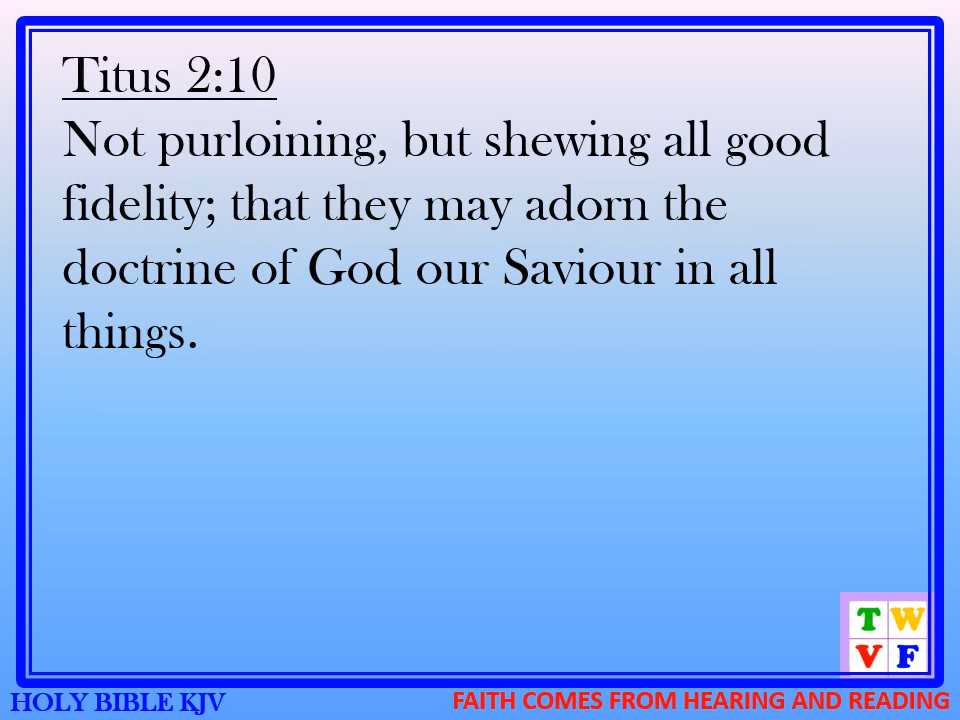 Titus 2:10
Not purloining, but shewing all good
fidelity; that they may adorn the
doctrine of God our Saviour in all
things.
T W
V F
HOLY BIBLE KJV
FAITH COMES FROM HEARING AND READING